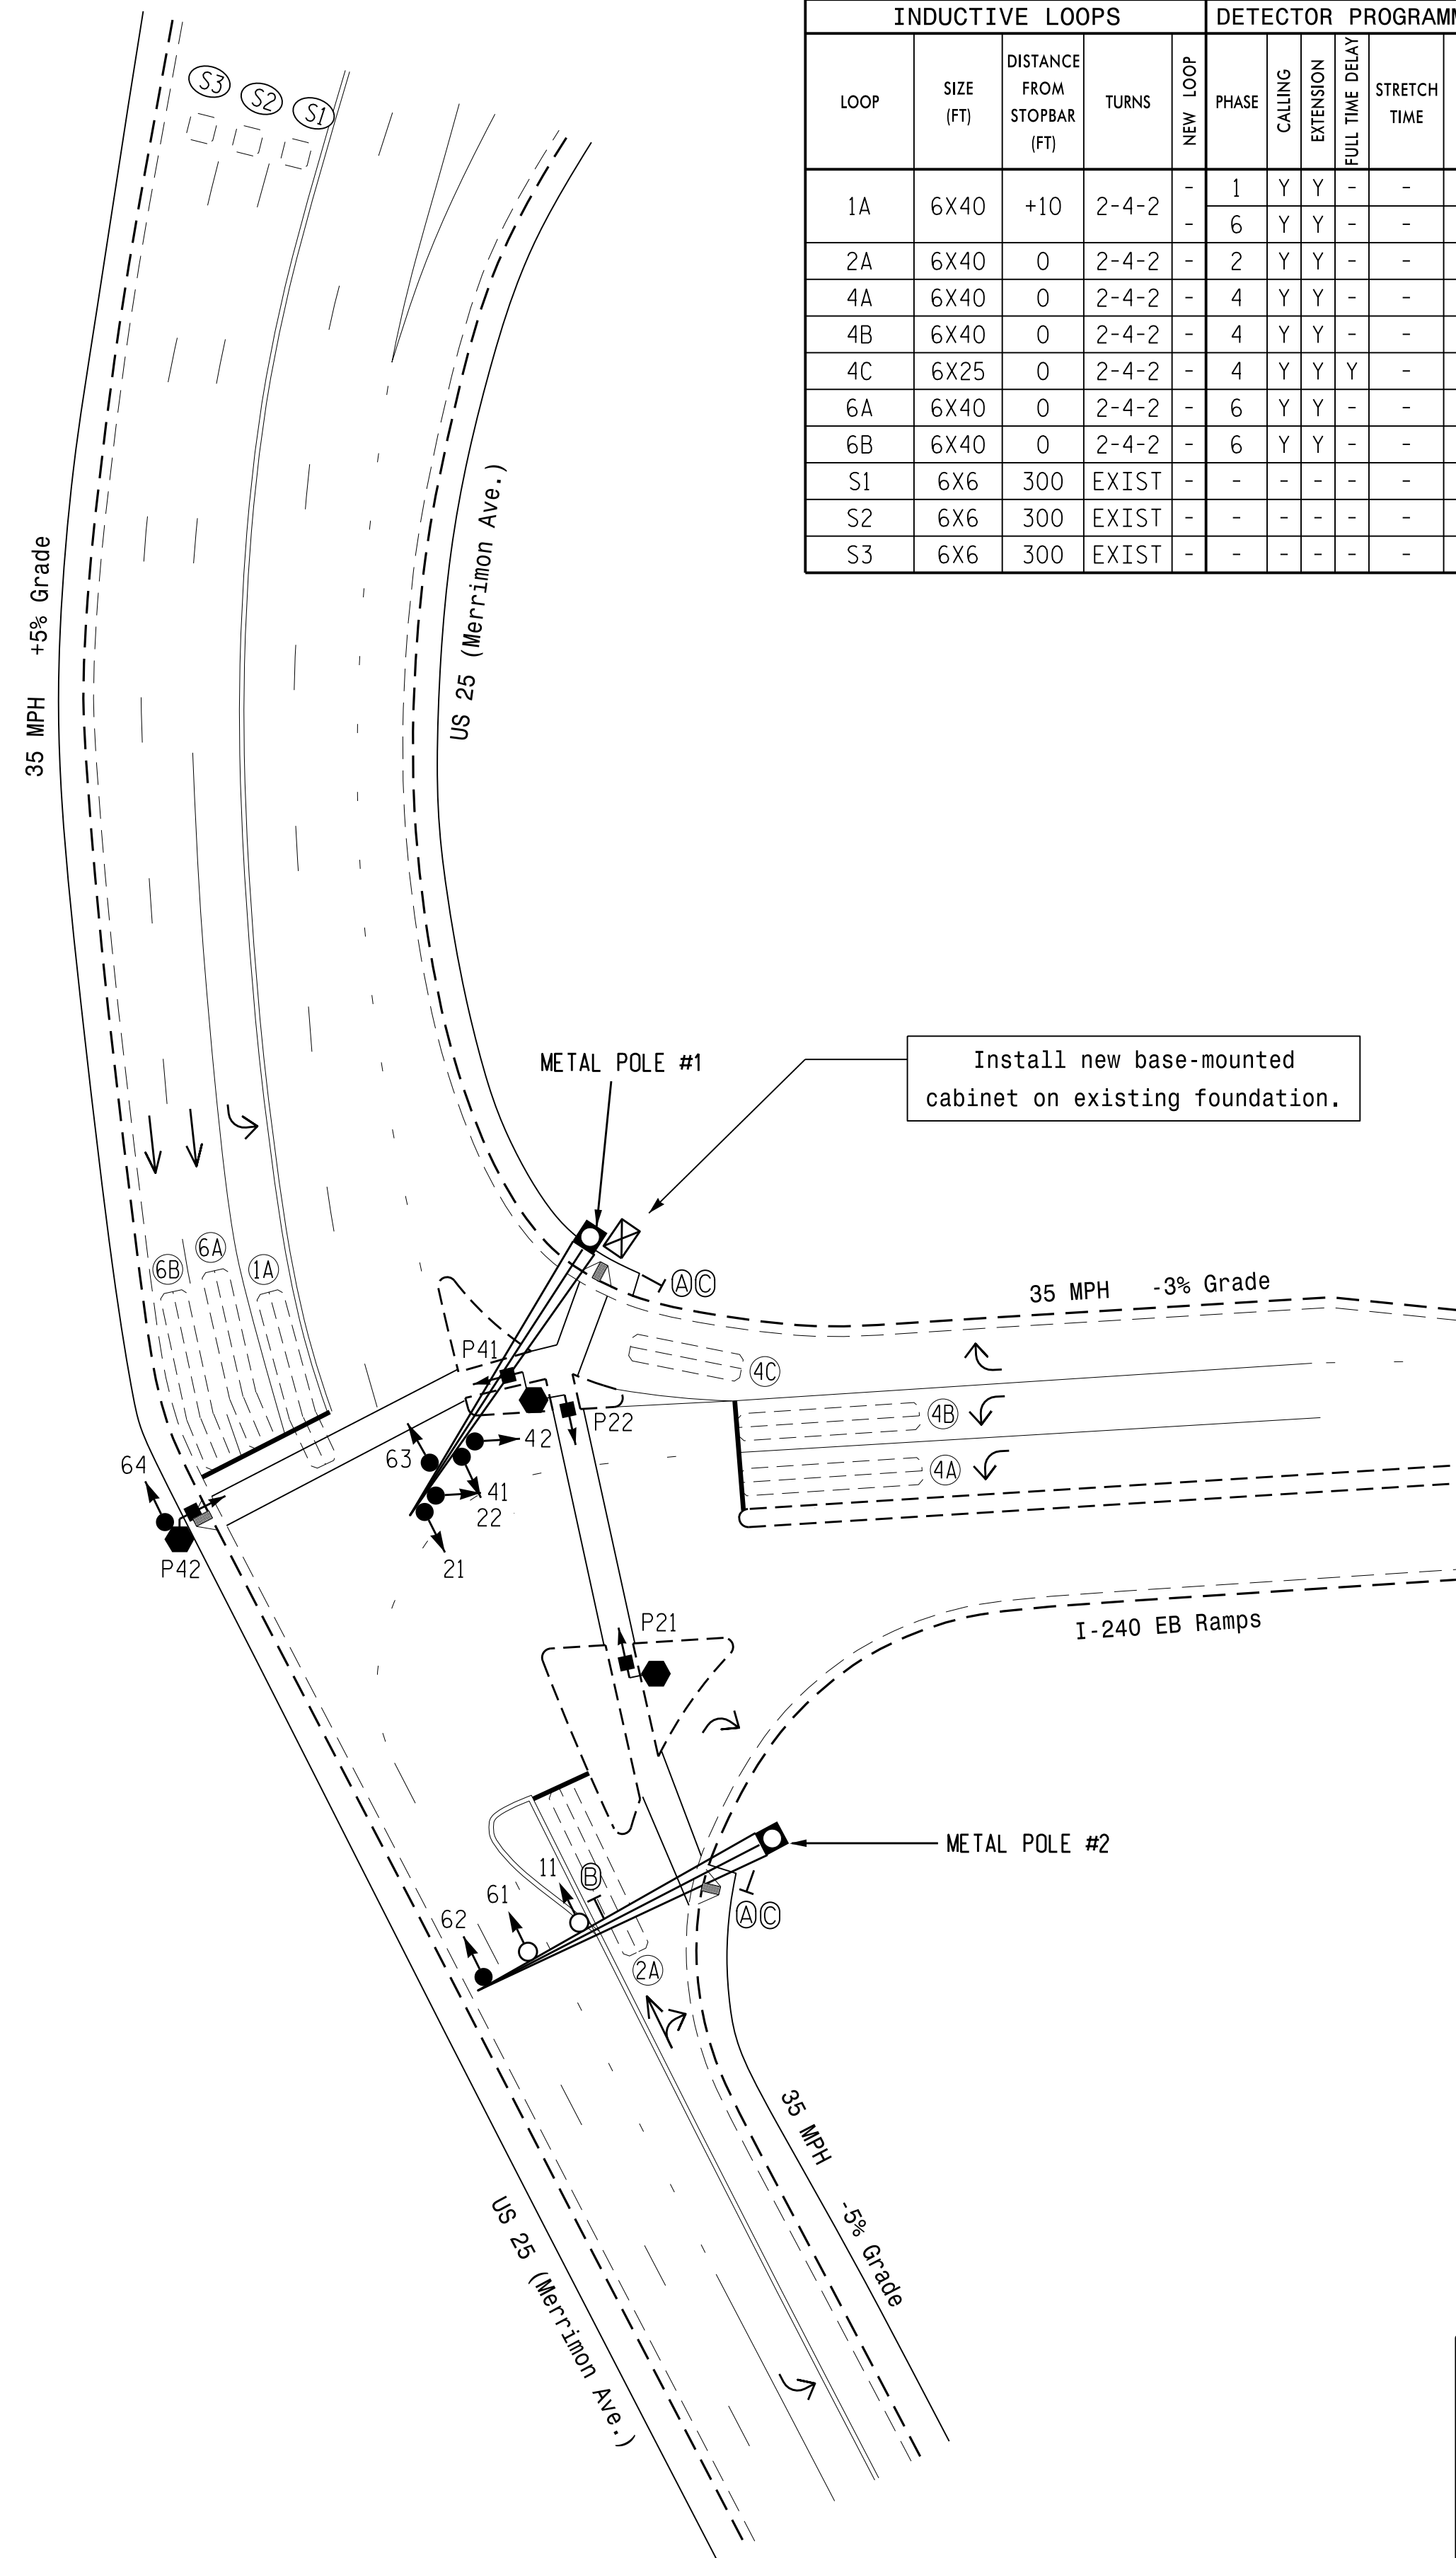 INDUCTIVE LOOPS DETECTOR PROGRAMM
LOOP SIZE (FT) DISTANCE FROM STOPBAR (FT) TURNS NEW LOOP PHASE CALLING EXTENSION FULL TIME DELAY STRETCH TIME
1A 6X40 +10 2-4-2 - 1 Y Y - -
- 6 Y Y - -
2A 6X40 0 2-4-2 - 2 Y Y - -
4A 6X40 0 2-4-2 - 4 Y Y - -
4B 6X40 0 2-4-2 - 4 Y Y - -
4C 6X25 0 2-4-2 - 4 Y Y Y -
6A 6X40 0 2-4-2 - 6 Y Y - -
6B 6X40 0 2-4-2 - 6 Y Y - -
S1 6X6 300 EXIST - - - - - -
S2 6X6 300 EXIST - - - - - -
S3 6X6 300 EXIST - - - - - -
S3
S2
S1
35 MPH +5% Grade
US 25 (Merrimon Ave.)
METAL POLE #1
Install new base-mounted
cabinet on existing foundation.
6B
6A
1A
A C
35 MPH -3% Grade
P41
4C
P22
4B
4A
63
42
64
41
22
21
P42
P21
I-240 EB Ramps
METAL POLE #2
11
B
61
62
A C
2A
35 MPH -5% Grade
US 25 (Merrimon Ave.)